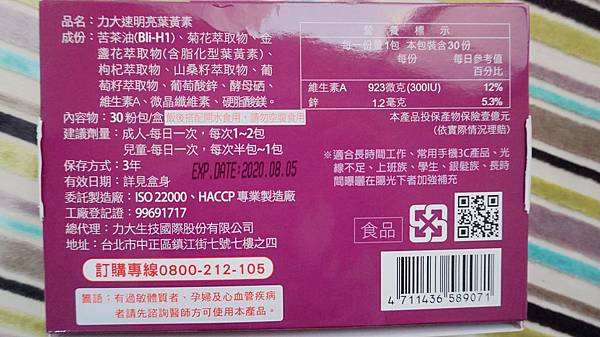 品名：力大速明亮葉黃素
成份：苦茶油(Bli-H1)、菊花萃取物、金
盞花萃取物(含脂化型葉黃素)、
枸杞萃取物、山桑籽萃取物、葡
萄籽萃取物、葡萄酸鋅、酵母硒、
維生素A、微晶纖維素、硬脂酸鎂。
內容物：30粉包/盒 飯後搭配開水食用，請勿空腹食用
建議劑量：成人-每日一次，每次1~2包
兒童-每日一次，每次半包~1包
保存方式：3年
EXP.DATE:2020.08.05
有效日期：詳見盒身
委託製造廠：ISO 22000、HACCP專業製造廠
工廠登記證：99691717
總代理：力大生技國際股份有限公司
地址：台北市中正區鎮江街七號七樓之四
訂購專線0800-212-105
警語：有過敏體質者、孕婦及心血管疾病
者請先諮詢醫師方可使用本產品。
營養標示
每一份量1包 本包裝含30份
每份 每日參考值
百分比
維生素A 923微克(300IU) 12%
鋅 1.2毫克 5.3%
本產品投保產物保險壹億元
(依實際情況理賠)
※適合長時間工作、常用手機3C產品、光
線不足、上班族、學生、銀髮族、長時
間曝曬在陽光下者加強補充
食品
4 711436 589071